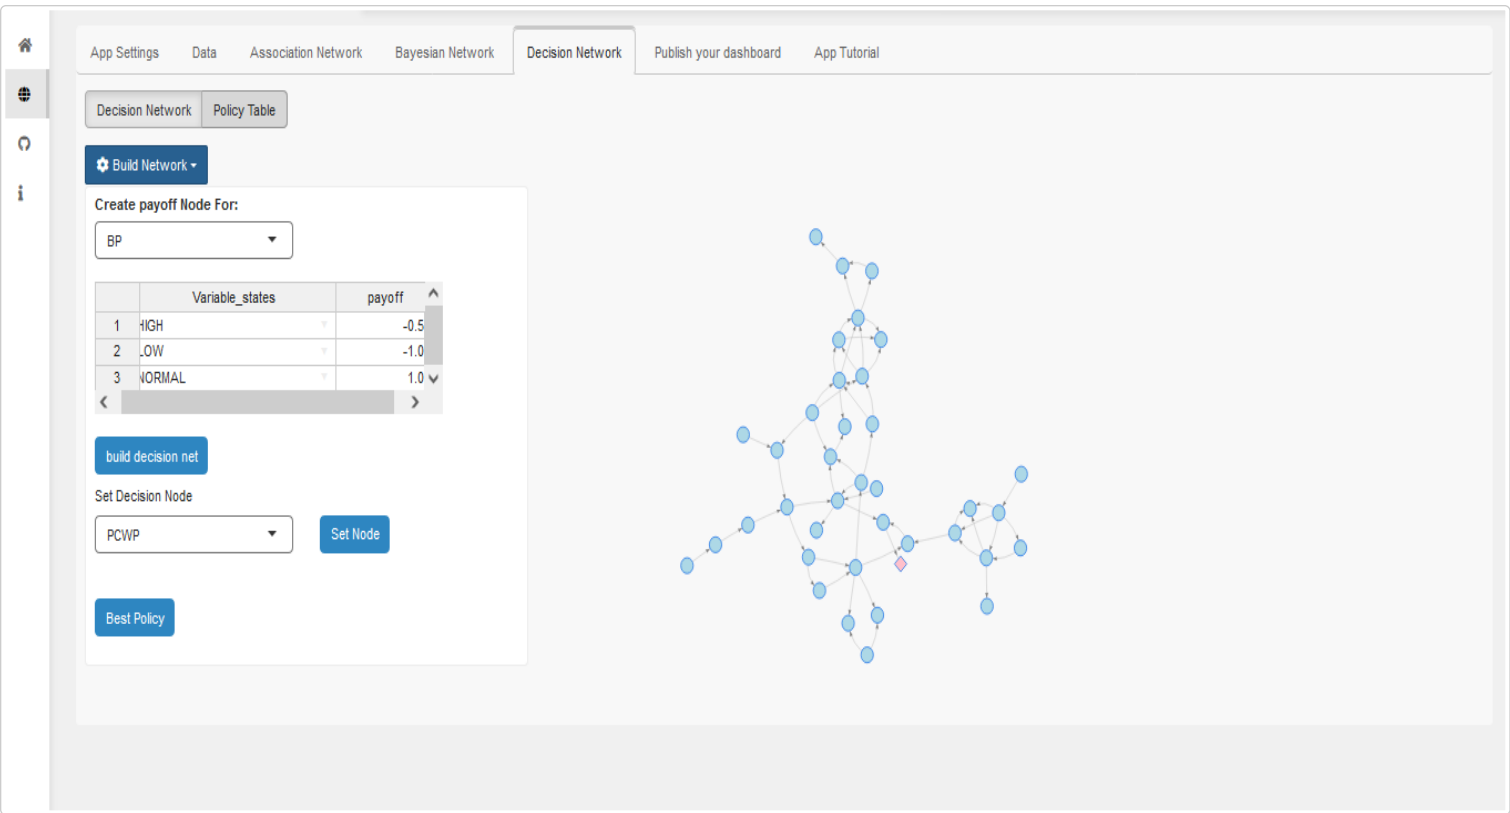 App Settings Data Association Network Bayesian Network Decision Network Publish your dashboard App Tutorial
Decision Network Policy Table
Build Network
Create payoff Node For:
BP
Variable_states payoff
1 HIGH -0.5
2 LOW -1.0
3 NORMAL 1.0
build decision net
Set Decision Node
PCWP Set Node
Best Policy